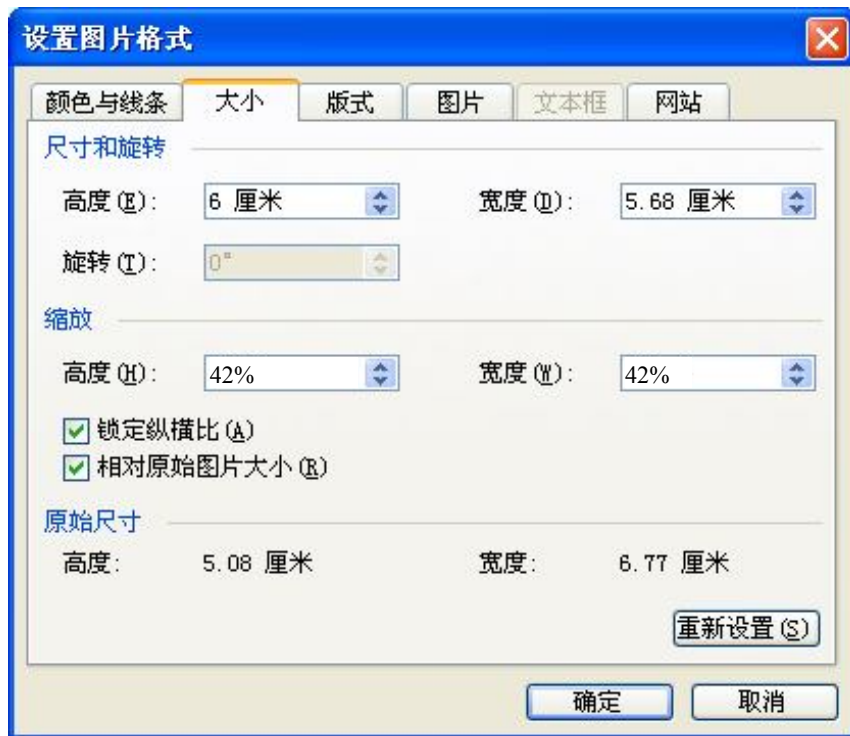 设置图片格式
颜色与线条 大小 版式 图片 文本框 网站
尺寸和旋转
高度(E): 6 厘米 宽度(D): 5.68 厘米
旋转(T): 0°
缩放
高度(H): 42% 宽度(W): 42%
锁定纵横比(A)
相对原始图片大小(R)
原始尺寸
高度: 5.08 厘米 宽度: 6.77 厘米
重新设置(S)
确定 取消